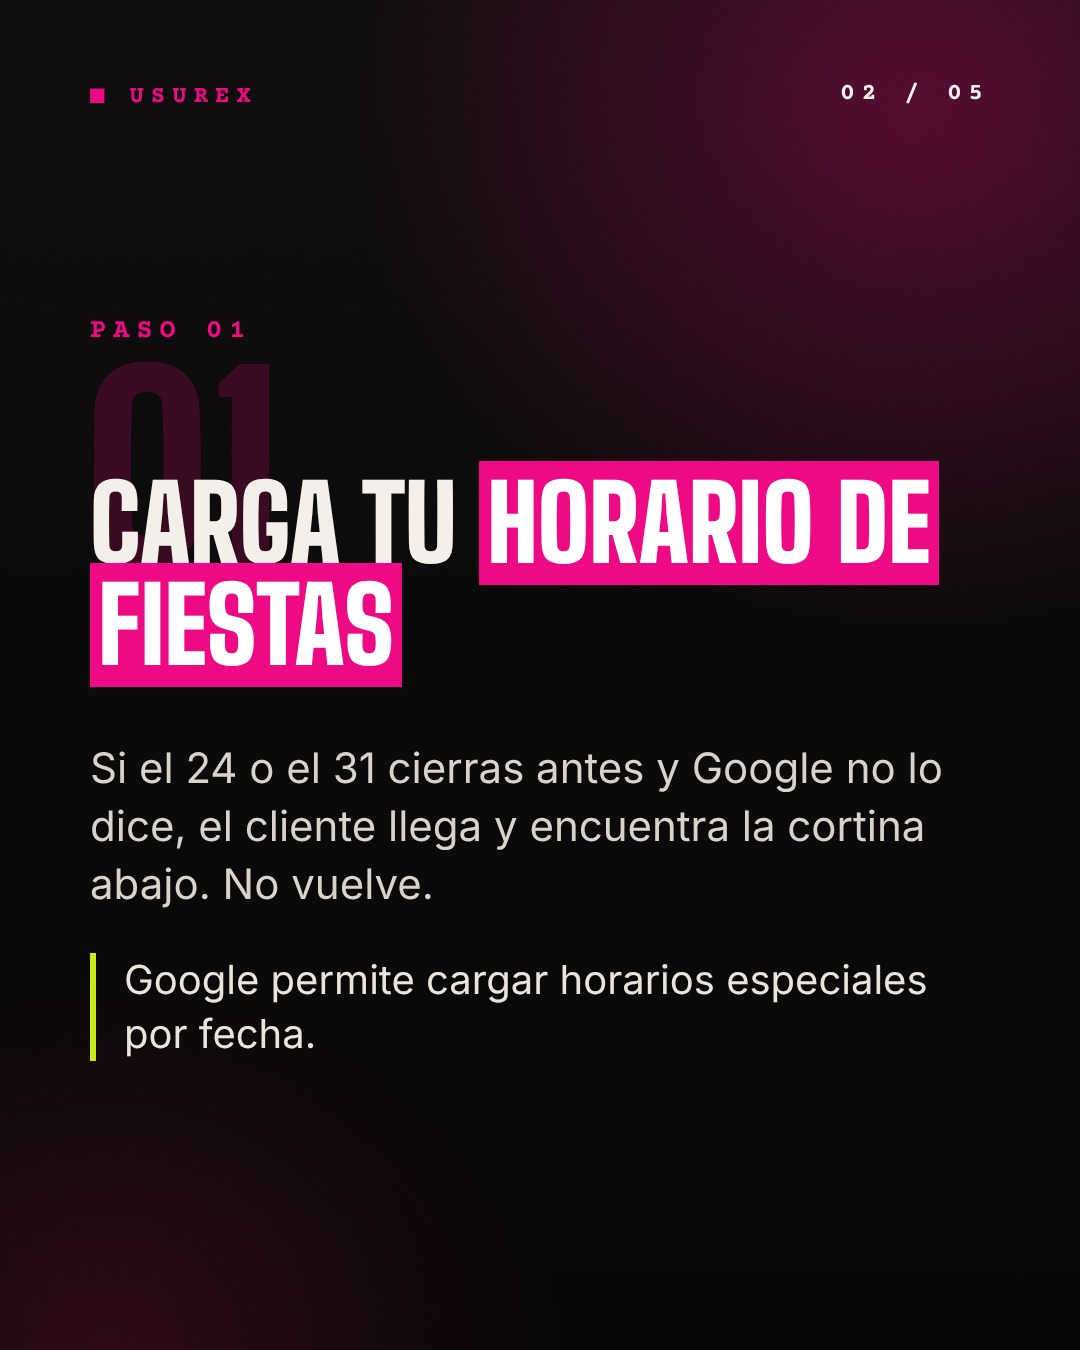 USUREX
02 / 05
PASO 01
01
CARGA TU HORARIO DE
FIESTAS
Si el 24 o el 31 cierras antes y Google no lo
dice, el cliente llega y encuentra la cortina
abajo. No vuelve.
Google permite cargar horarios especiales
por fecha.